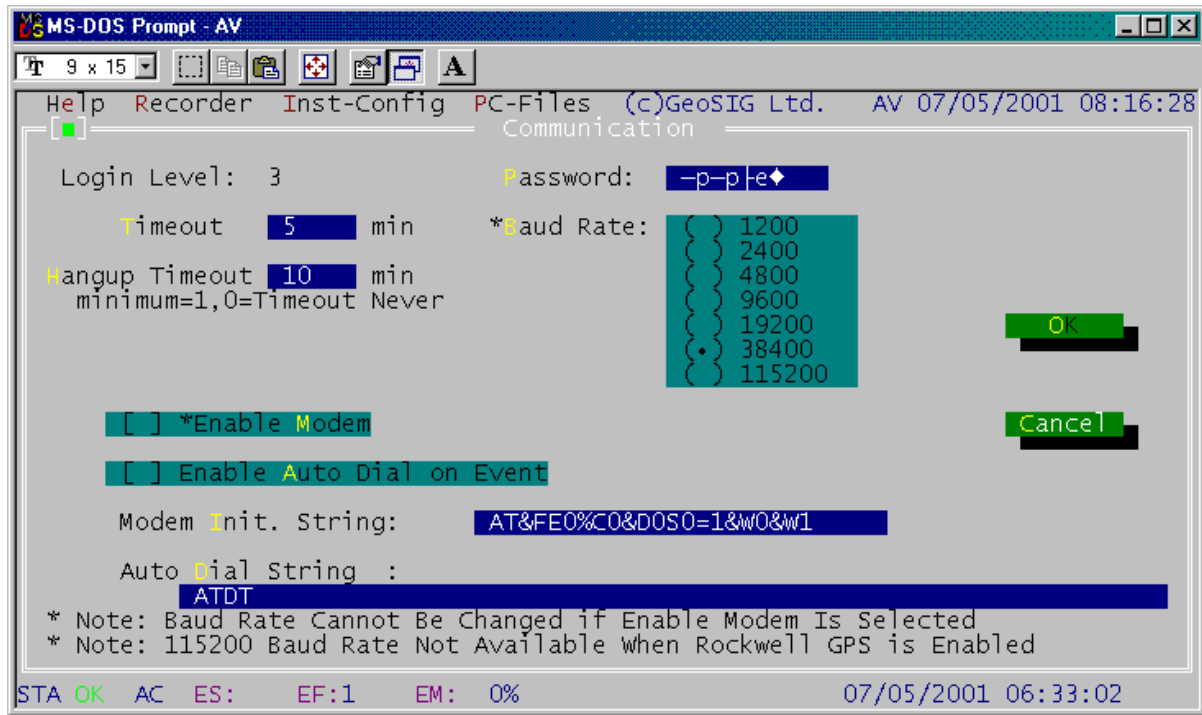 MS-DOS Prompt - AV
9 x 15
A
Help Recorder Inst-Config PC-Files (c)GeoSIG Ltd. AV 07/05/2001 08:16:28
Communication
Login Level: 3 Password:
Timeout 5 min *Baud Rate: ( ) 1200
( ) 2400
Hangup Timeout 10 min ( ) 4800
minimum=1,0=Timeout Never ( ) 9600
( ) 19200 OK
(•) 38400
( ) 115200
[ ] *Enable Modem Cancel
[ ] Enable Auto Dial on Event
Modem Init. String: AT&FE0%C0&D0S0=1&W0&W1
Auto Dial String :
ATDT
* Note: Baud Rate Cannot Be Changed if Enable Modem Is Selected
* Note: 115200 Baud Rate Not Available When Rockwell GPS is Enabled
STA OK AC ES: EF:1 EM: 0% 07/05/2001 06:33:02